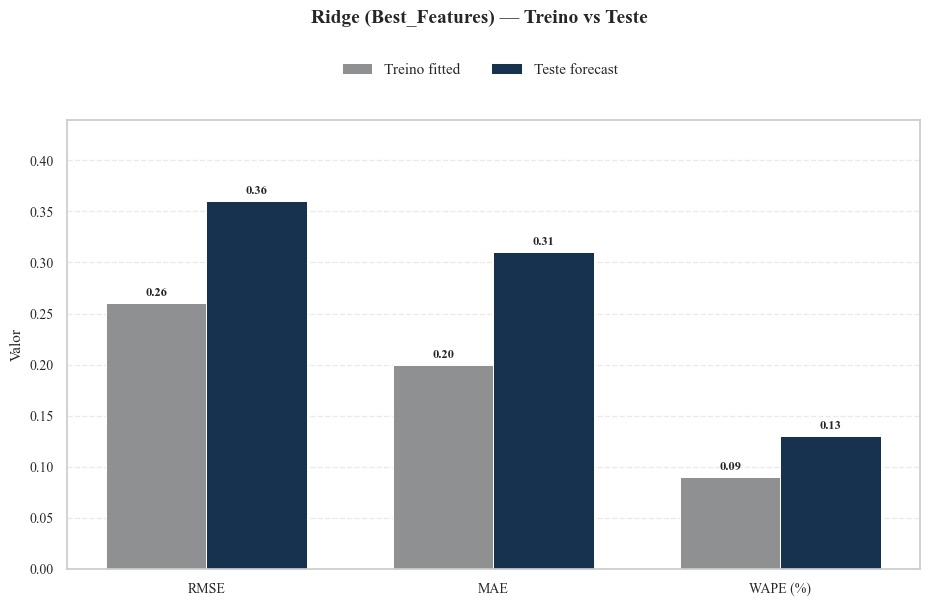 Ridge (Best_Features) — Treino vs Teste
Treino fitted
Teste forecast
Valor
0.40
0.35
0.30
0.25
0.20
0.15
0.10
0.05
0.00
0.26
0.36
0.20
0.31
0.09
0.13
RMSE
MAE
WAPE (%)